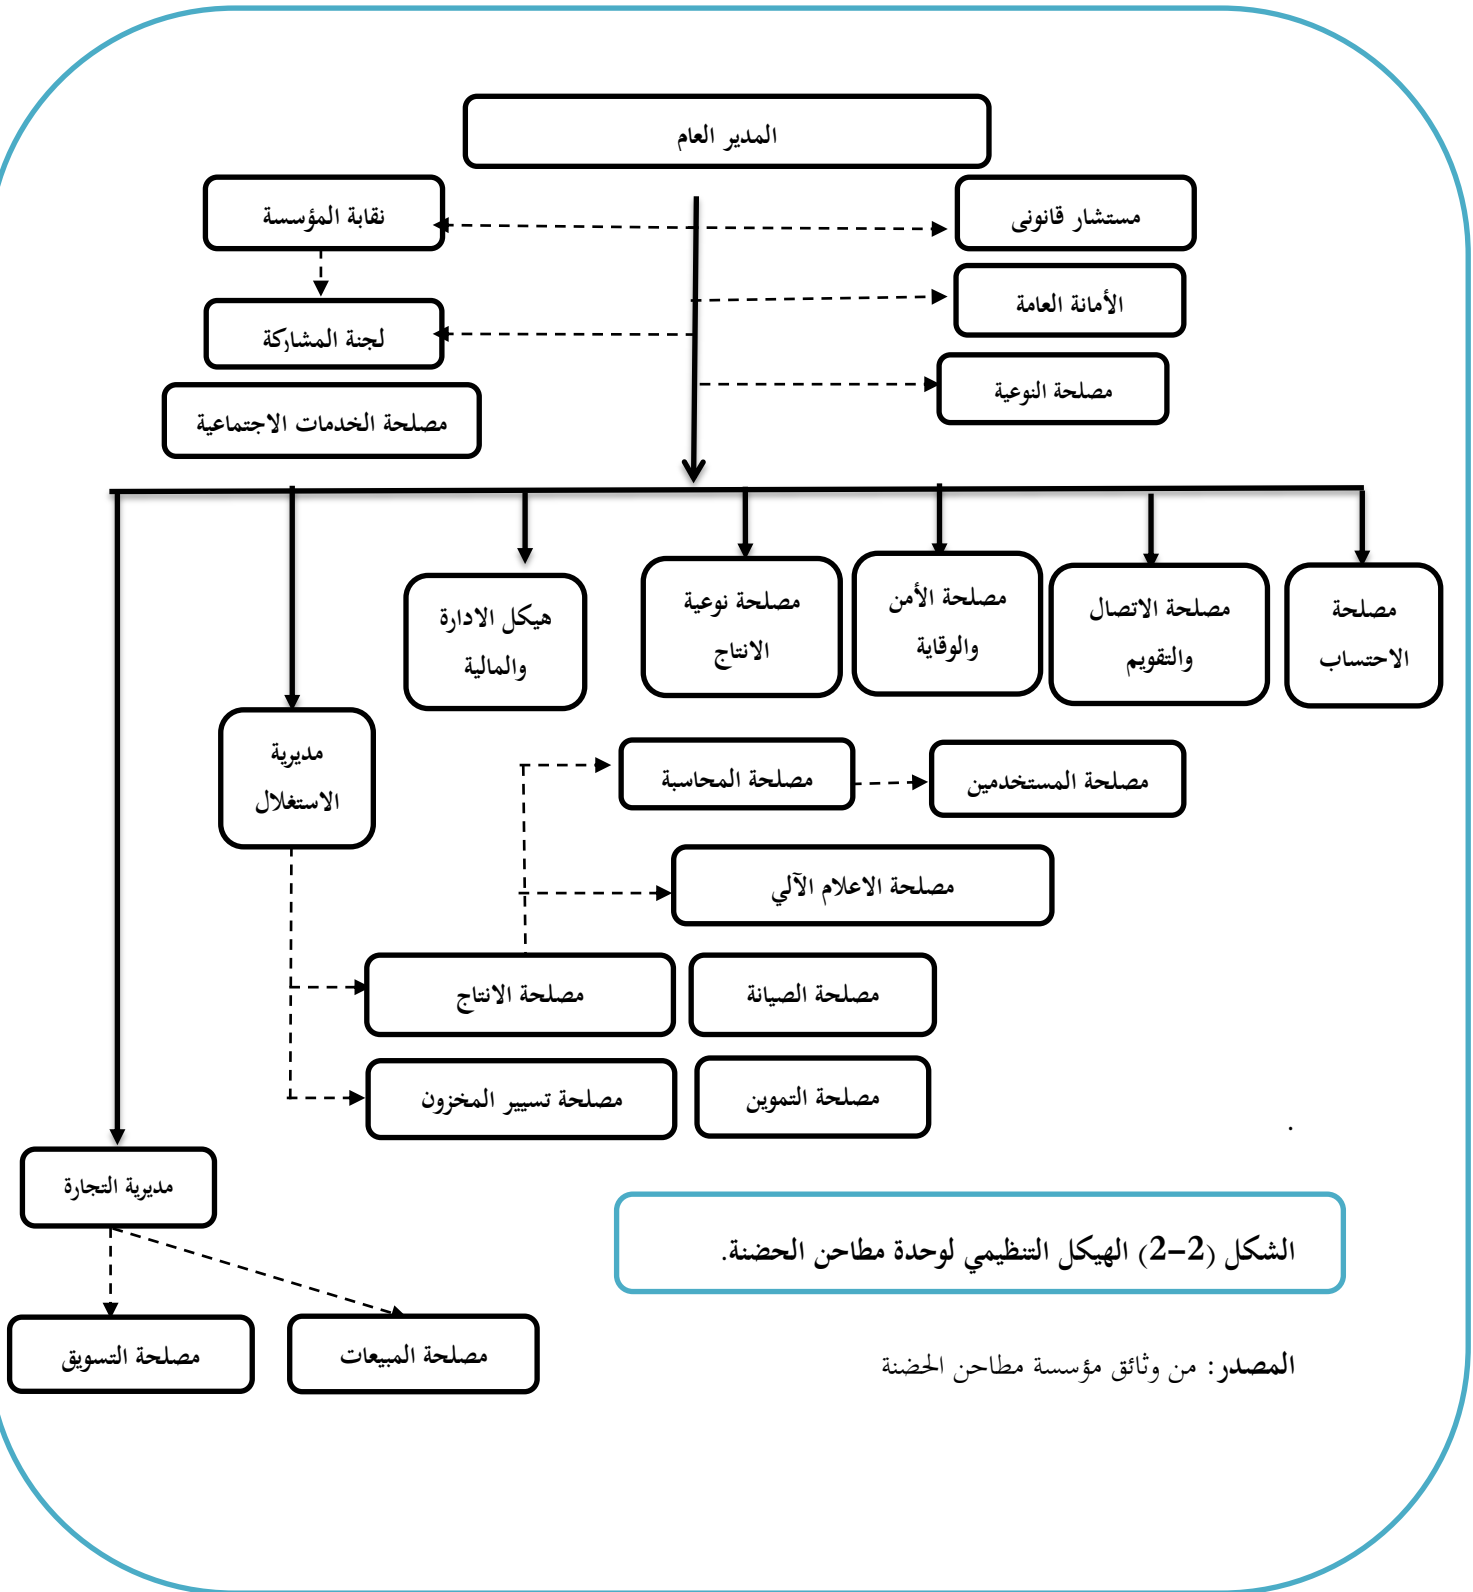 المدير العام
مستشار قانونى
نقابة المؤسسة
الأمانة العامة
لجنة المشاركة
مصلحة النوعية
مصلحة الخدمات الاجتماعية
مصلحة
الاحتساب
مصلحة الاتصال
والتقويم
مصلحة الأمن
والوقاية
مصلحة نوعية
الانتاج
هيكل الادارة
والمالية
مديرية
الاستغلال
مصلحة المستخدمين
مصلحة المحاسبة
مصلحة الاعلام الآلي
مصلحة الصيانة
مصلحة الانتاج
مصلحة التموين
مصلحة تسيير المخزون
.
مديرية التجارة
الشكل (2-2) الهيكل التنظيمي لوحدة مطاحن الحضنة.
مصلحة المبيعات
مصلحة التسويق
المصدر: من وثائق مؤسسة مطاحن الحضنة